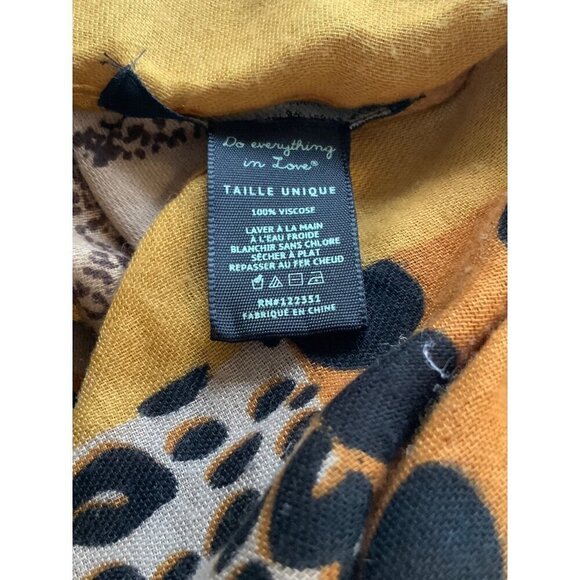 Do everything
in Love®
TAILLE UNIQUE
100% VISCOSE
LAVER À LA MAIN
À L'EAU FROIDE
BLANCHIR SANS CHLORE
SÉCHER À PLAT
REPASSER AU FER CHEUD
RN#122351
FABRIQUÉ EN CHINE